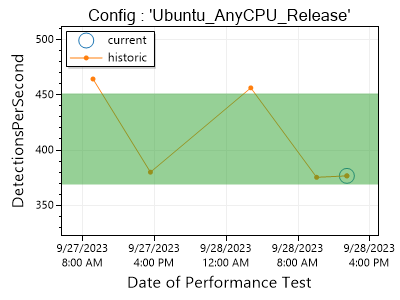 Config : 'Ubuntu_AnyCPU_Release'
current
historic
DetectionsPerSecond
500
450
400
350
9/27/2023 9/27/2023 9/28/2023 9/28/2023 9/28/2023
8:00 AM 4:00 PM 12:00 AM 8:00 AM 4:00 PM
Date of Performance Test